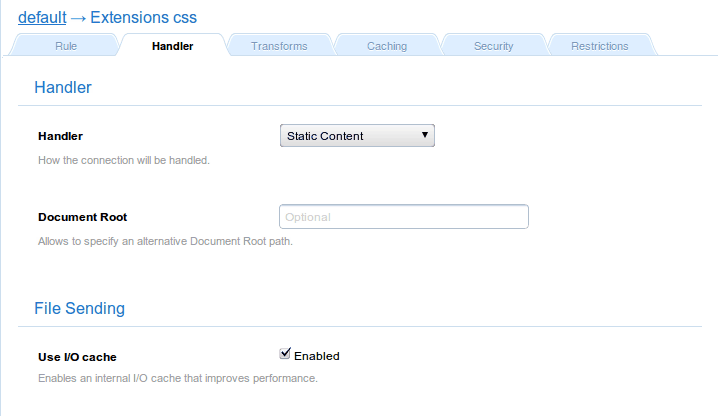 default → Extensions css
Rule Handler Transforms Caching Security Restrictions
Handler
Handler Static Content
How the connection will be handled.
Document Root Optional
Allows to specify an alternative Document Root path.
File Sending
Use I/O cache Enabled
Enables an internal I/O cache that improves performance.